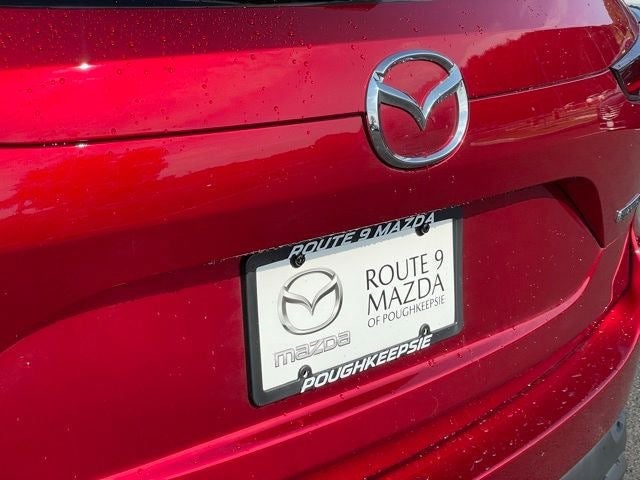 ROUTE 9 MAZDA
ROUTE 9
MAZDA
OF POUGHKEEPSIE
mazda
POUGHKEEPSIE